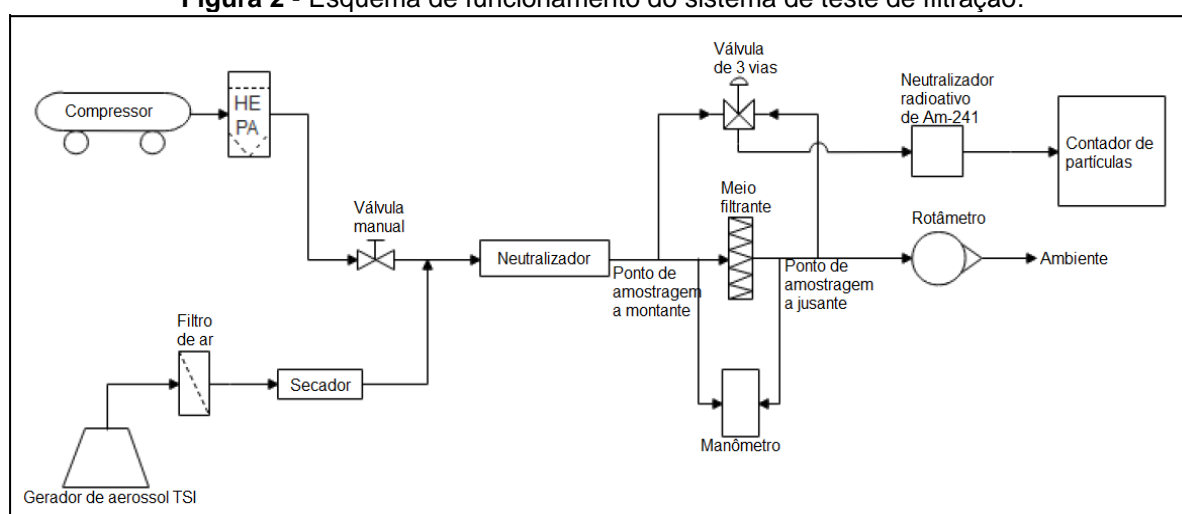 Figura 2 - Esquema de funcionamento do sistema de teste de filtração.
Válvula
de 3 vias
Neutralizador
radioativo
de Am-241
Compressor
HE
PA
Contador de
partículas
Meio
filtrante
Válvula
manual
Rotâmetro
Neutralizador
Ponto de
amostragem
a montante
Ponto de
amostragem
a jusante
Ambiente
Filtro
de ar
Secador
Manômetro
Gerador de aerossol TSI